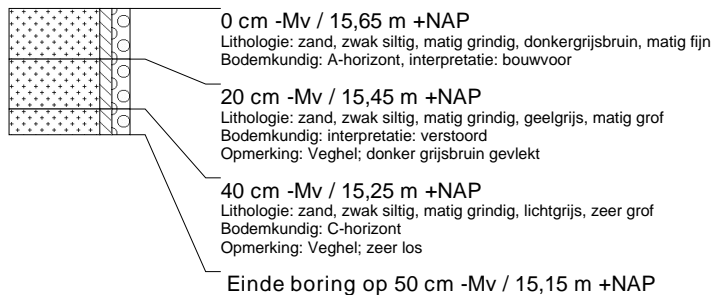 0 cm -Mv / 15,65 m +NAP
Lithologie: zand, zwak siltig, matig grindig, donkergrijsbruin, matig fijn
Bodemkundig: A-horizont, interpretatie: bouwvoor
20 cm -Mv / 15,45 m +NAP
Lithologie: zand, zwak siltig, matig grindig, geelgrijs, matig grof
Bodemkundig: interpretatie: verstoord
Opmerking: Veghel; donker grijsbruin gevlekt
40 cm -Mv / 15,25 m +NAP
Lithologie: zand, zwak siltig, matig grindig, lichtgrijs, zeer grof
Bodemkundig: C-horizont
Opmerking: Veghel; zeer los
Einde boring op 50 cm -Mv / 15,15 m +NAP